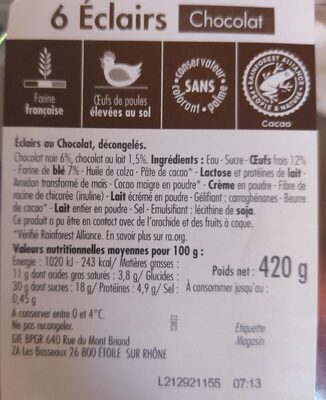 6 Éclairs Chocolat
Farine
française
Œufs de poules
élevées au sol
conservateur
SANS
colorant • palme
RAINFOREST ALLIANCE
PEOPLE & NATURE
Cacao
Éclairs au Chocolat, décongelés.
Chocolat noir 6%, chocolat au lait 1,5%. Ingrédients : Eau - Sucre - Œufs frais 12%
- Farine de blé 7% - Huile de colza - Pâte de cacao* - Lactose et protéines de lait -
Amidon transformé de maïs - Cacao maigre en poudre* - Crème en poudre - Fibre de
racine de chicorée (inuline) - Lait écrémé en poudre - Gélifiant : carraghénanes - Beurre
de cacao* - Lait entier en poudre - Sel - Emulsifiant : lécithine de soja.
Ce produit a pu être en contact avec de l'arachide et des fruits à coque.
*Vérifié Rainforest Alliance. En savoir plus sur ra.org.
Valeurs nutritionnelles moyennes pour 100 g :
Énergie : 1020 kJ - 243 kcal/ Matières grasses :
11 g dont acides gras saturés : 3,8 g/ Glucides :
30 g dont sucres : 18 g/ Protéines : 4,9 g/ Sel :
0,45 g
Poids net : 420 g
À consommer jusqu'au :
A conserver entre 0 et 4°C.
Ne pas recongeler.
GIE BPGR 640 Rue du Mont Briand
2A Les Basseaux 26 800 ÉTOILE SUR RHÔNE
23822
Etiquette
Magasin
L212921155 07:13